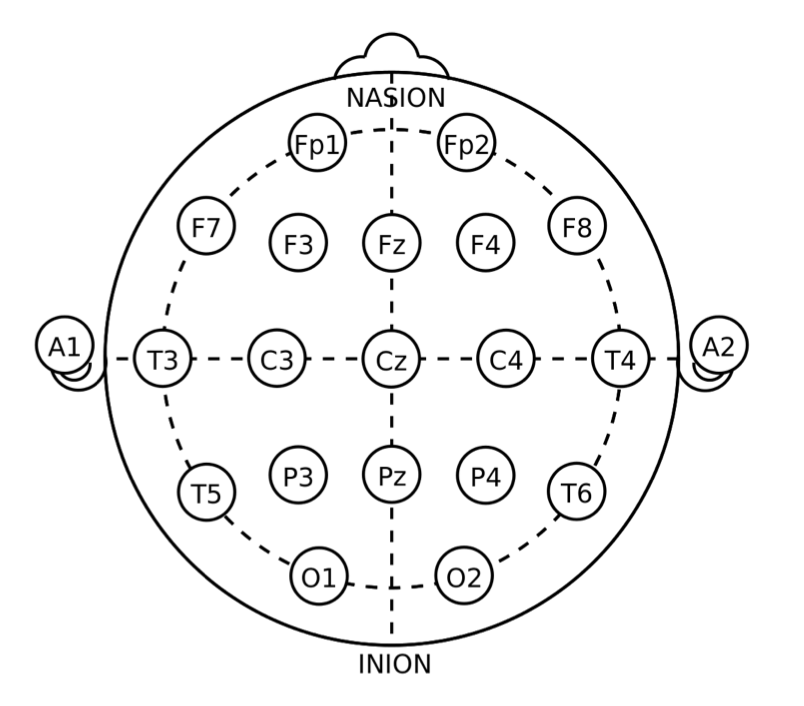 NASION
Fp1 Fp2
F7 F3 Fz F4 F8
A1 T3 C3 Cz C4 T4 A2
T5 P3 Pz P4 T6
O1 O2
INION